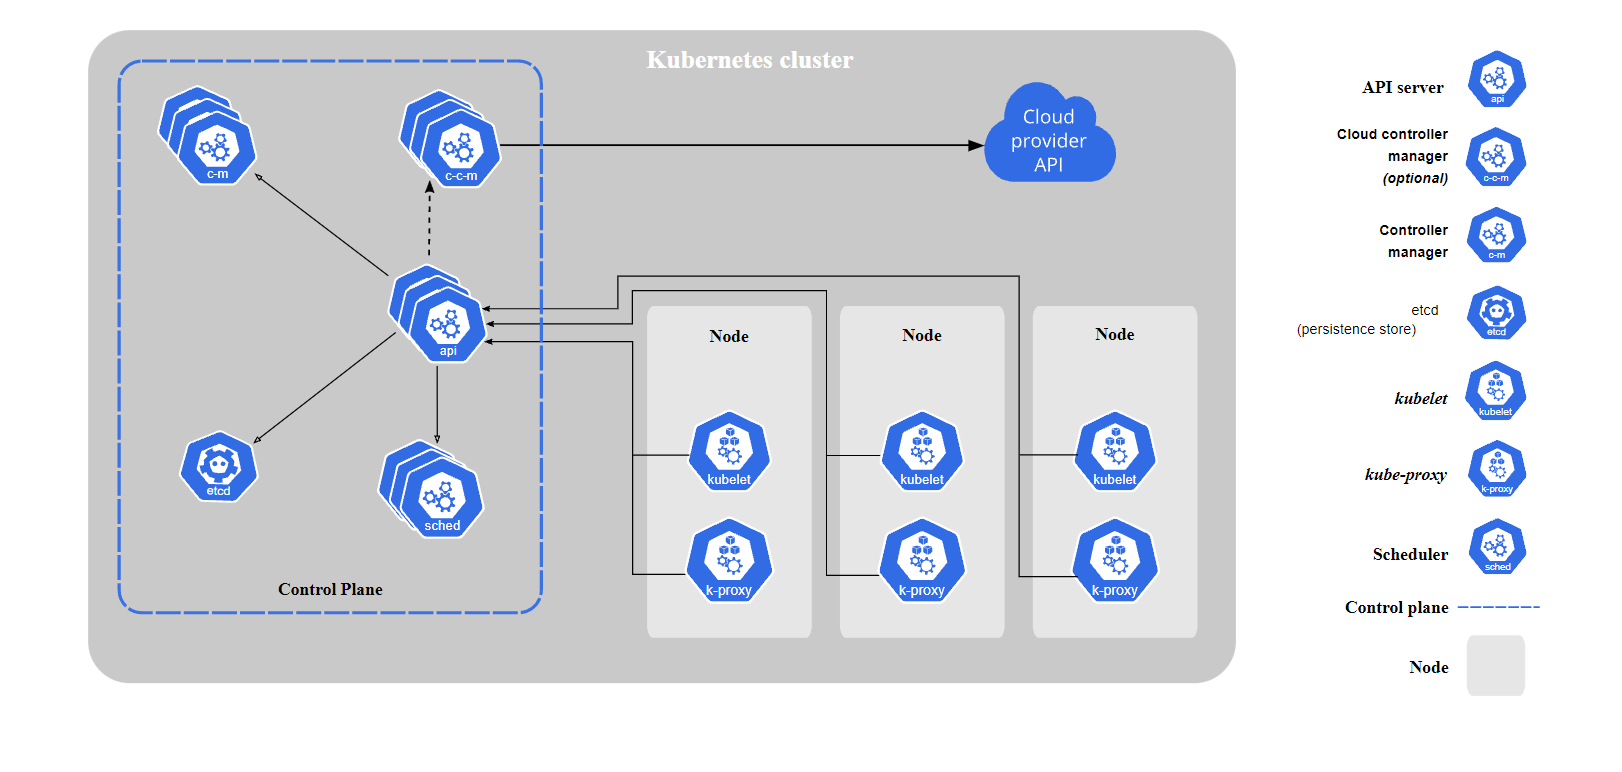 Kubernetes cluster
c-m
c-c-m
Cloud
provider
API
api
etcd
sched
Control Plane
Node
kubelet
k-proxy
Node
kubelet
k-proxy
Node
kubelet
k-proxy
API server
api
Cloud controller
manager
(optional)
c-c-m
Controller
manager
c-m
etcd
(persistence store)
etcd
kubelet
kubelet
kube-proxy
k-proxy
Scheduler
sched
Control plane
Node